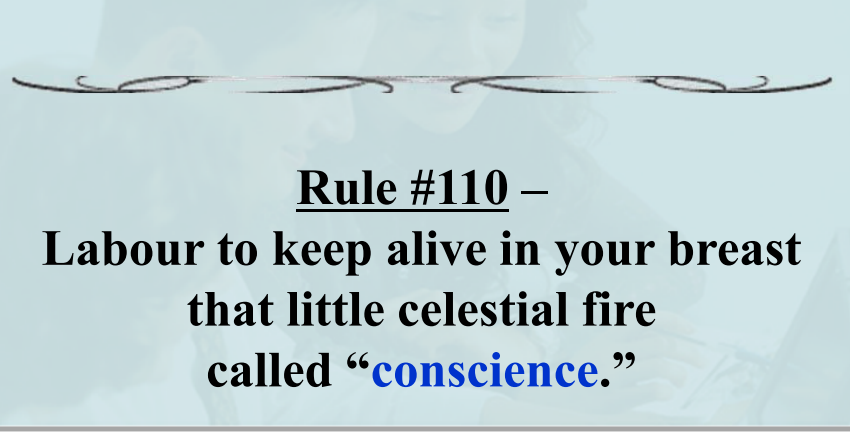 Rule #110 –
Labour to keep alive in your breast
that little celestial fire
called “conscience.”